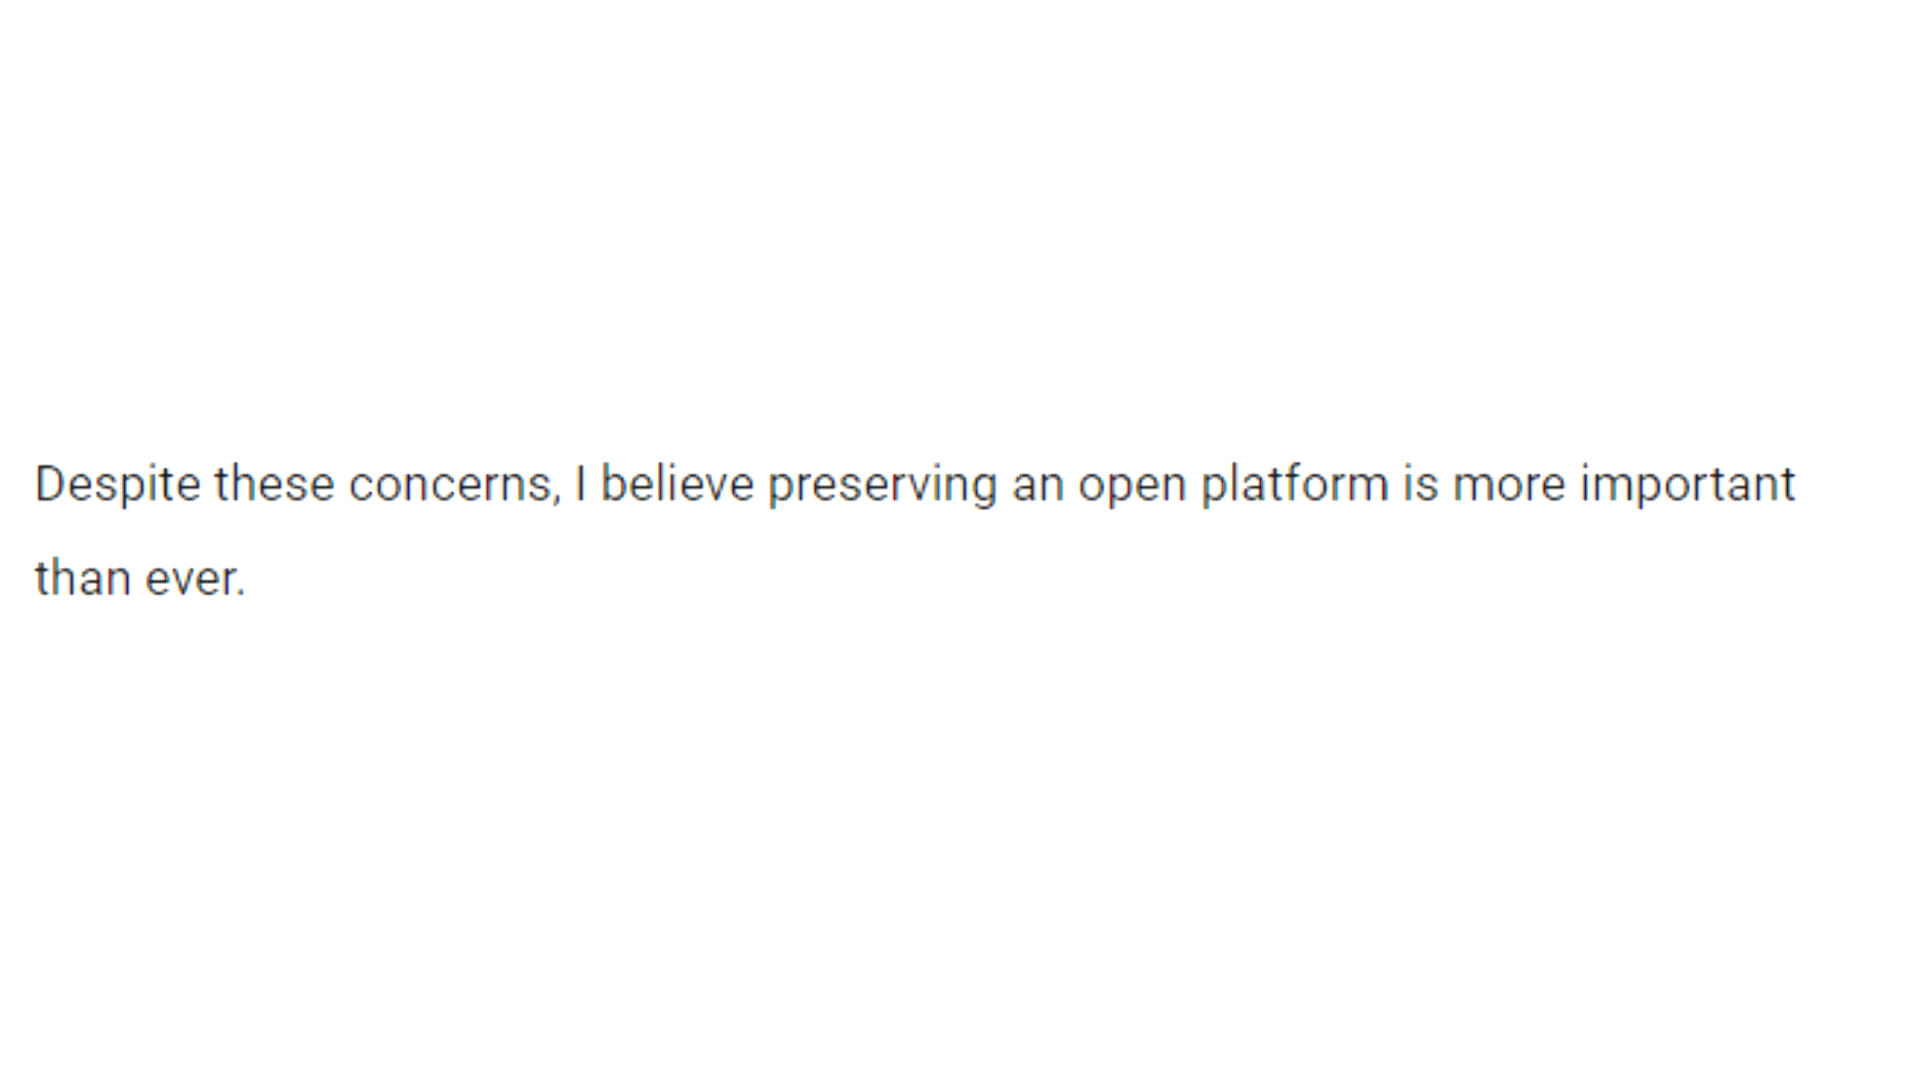 Despite these concerns, I believe preserving an open platform is more important
than ever.